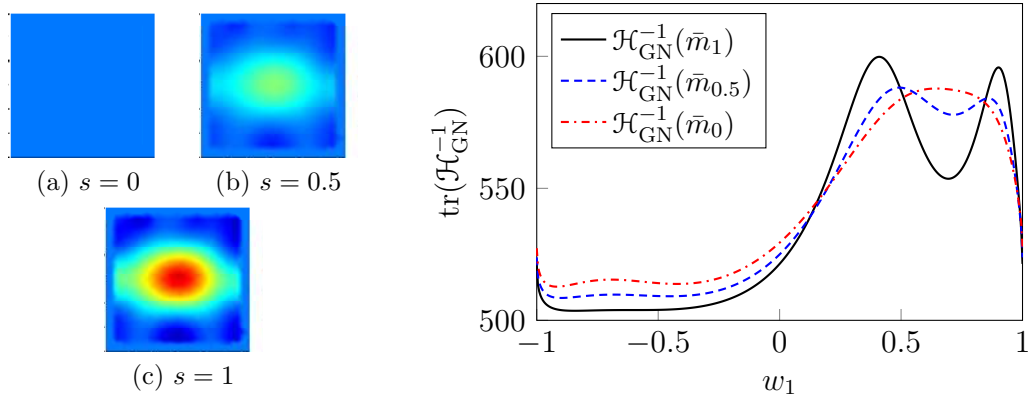 (a) s = 0
(b) s = 0.5
(c) s = 1
tr(ℋ_GN^{-1})
600
550
500
ℋ_GN^{-1}(m̄_1)
ℋ_GN^{-1}(m̄_{0.5})
ℋ_GN^{-1}(m̄_0)
−1 −0.5 0 0.5 1
w_1